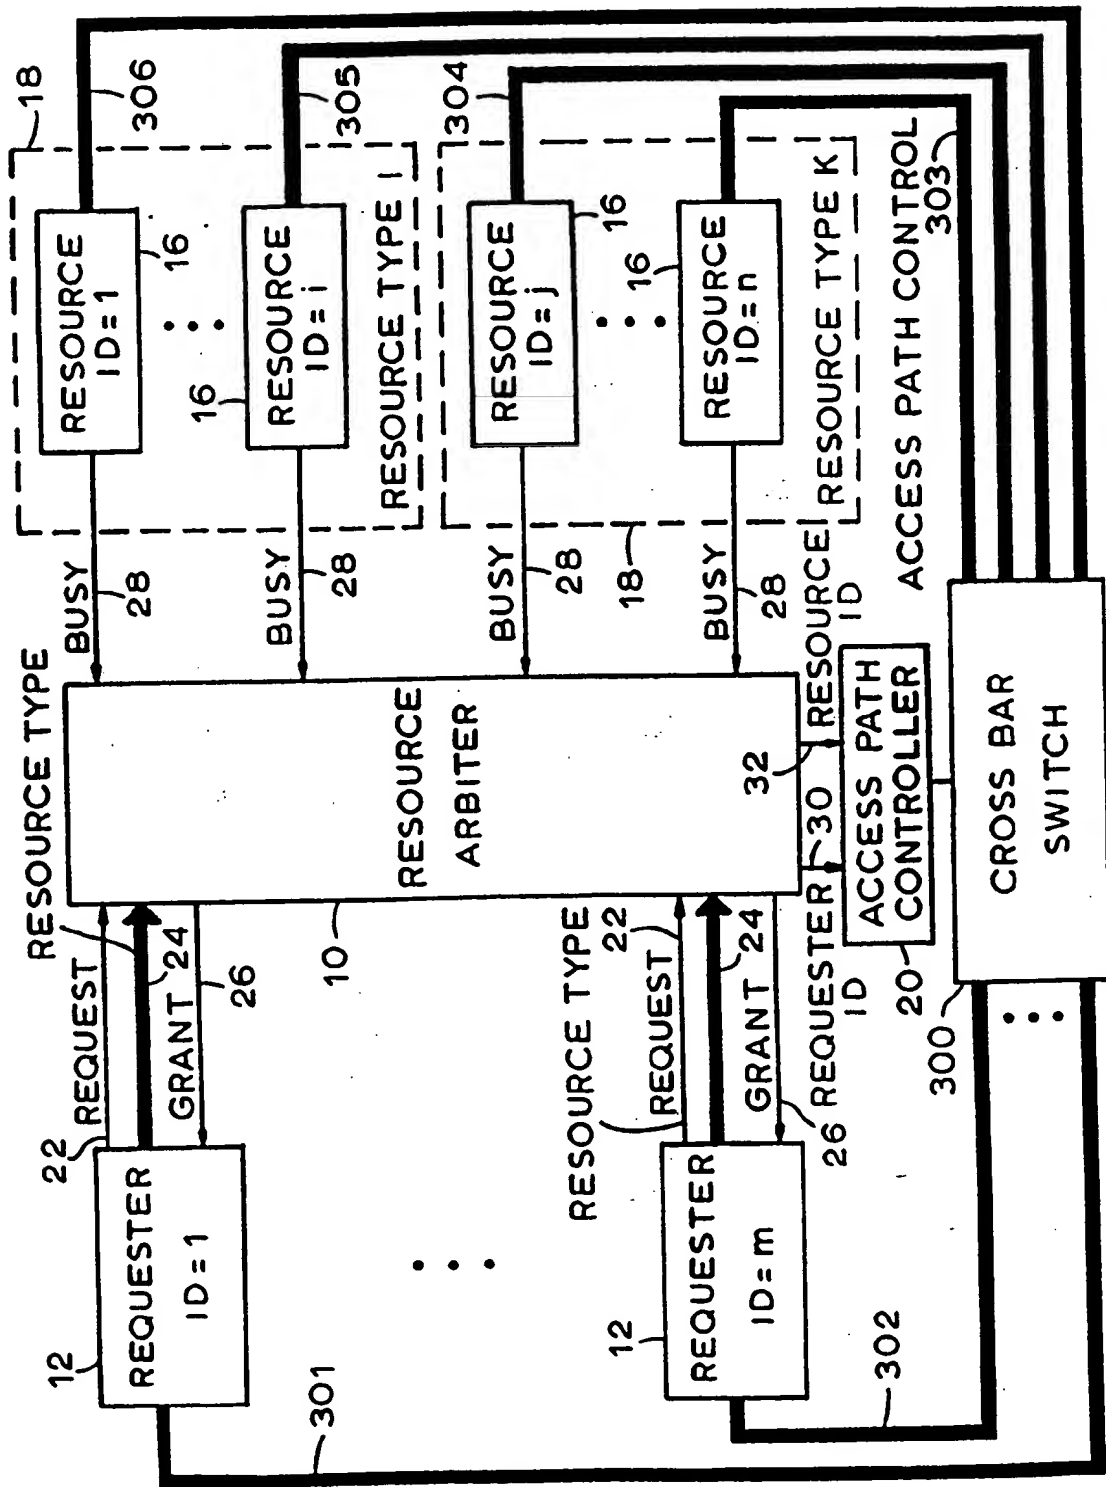 18
306
RESOURCE
ID=1
16
BUSY
28
RESOURCE TYPE
22
REQUEST
24
GRANT
26
REQUESTER
ID=1
12
301
305
16
RESOURCE
ID=i
BUSY
28
RESOURCE TYPE I
10
RESOURCE
ARBITER
304
RESOURCE
ID=j
16
BUSY
28
18
RESOURCE TYPE
22
REQUEST
24
GRANT
26
12
REQUESTER
ID=m
302
16
RESOURCE
ID=n
BUSY
28
RESOURCE TYPE K
REQUESTER
ID
30
32
RESOURCE
ID
20
ACCESS PATH
CONTROLLER
ACCESS PATH CONTROL
303
300
CROSS BAR
SWITCH